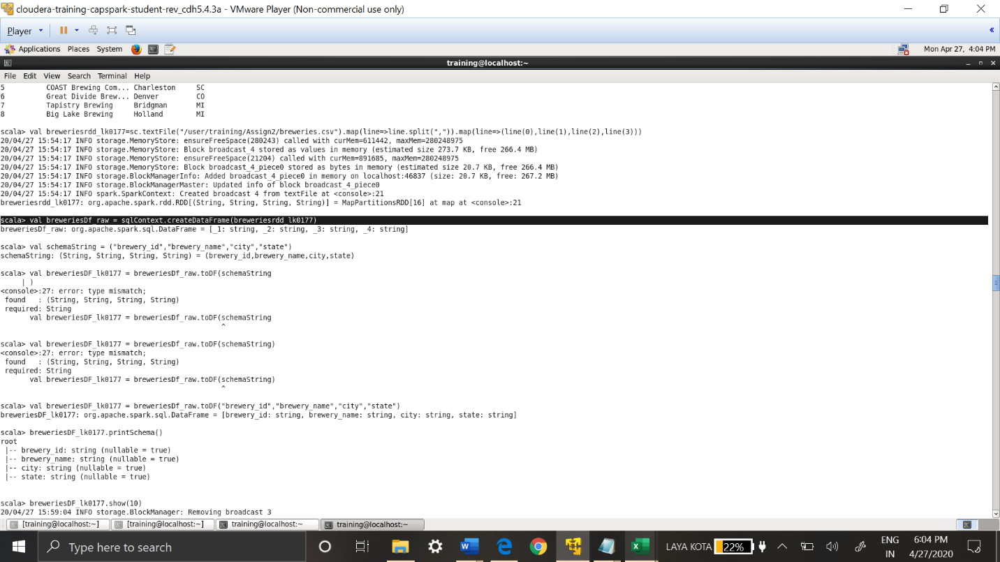 cloudera-training-capspark-student-rev_cdh5.4.3a - VMware Player (Non-commercial use only)
Player
«
Applications Places System
Mon Apr 27, 4:04 PM
training@localhost:~
File Edit View Search Terminal Help
5 COAST Brewing Com... Charleston SC
6 Great Divide Brew... Denver CO
7 Tapistry Brewing Bridgman MI
8 Big Lake Brewing Holland MI
scala> val breweriesrdd_lk0177=sc.textFile("/user/training/Assign2/breweries.csv").map(line=>line.split(",")).map(line=>(line(0),line(1),line(2),line(3)))
20/04/27 15:54:17 INFO storage.MemoryStore: ensureFreeSpace(280243) called with curMem=611442, maxMem=280248975
20/04/27 15:54:17 INFO storage.MemoryStore: Block broadcast_4 stored as values in memory (estimated size 273.7 KB, free 266.4 MB)
20/04/27 15:54:17 INFO storage.MemoryStore: ensureFreeSpace(21204) called with curMem=891685, maxMem=280248975
20/04/27 15:54:17 INFO storage.MemoryStore: Block broadcast_4_piece0 stored as bytes in memory (estimated size 20.7 KB, free 266.4 MB)
20/04/27 15:54:17 INFO storage.BlockManagerInfo: Added broadcast_4_piece0 in memory on localhost:46837 (size: 20.7 KB, free: 267.2 MB)
20/04/27 15:54:17 INFO storage.BlockManagerMaster: Updated info of block broadcast_4_piece0
20/04/27 15:54:17 INFO spark.SparkContext: Created broadcast 4 from textFile at <console>:21
breweriesrdd_lk0177: org.apache.spark.rdd.RDD[(String, String, String, String)] = MapPartitionsRDD[16] at map at <console>:21
scala> val breweriesDf_raw = sqlContext.createDataFrame(breweriesrdd_lk0177)
breweriesDf_raw: org.apache.spark.sql.DataFrame = [_1: string, _2: string, _3: string, _4: string]
scala> val schemaString = ("brewery_id","brewery_name","city","state")
schemaString: (String, String, String, String) = (brewery_id,brewery_name,city,state)
scala> val breweriesDF_lk0177 = breweriesDf_raw.toDF(schemaString
| )
<console>:27: error: type mismatch;
found : (String, String, String, String)
required: String
val breweriesDF_lk0177 = breweriesDf_raw.toDF(schemaString
^
scala> val breweriesDF_lk0177 = breweriesDf_raw.toDF(schemaString)
<console>:27: error: type mismatch;
found : (String, String, String, String)
required: String
val breweriesDF_lk0177 = breweriesDf_raw.toDF(schemaString)
^
scala> val breweriesDF_lk0177 = breweriesDf_raw.toDF("brewery_id","brewery_name","city","state")
breweriesDF_lk0177: org.apache.spark.sql.DataFrame = [brewery_id: string, brewery_name: string, city: string, state: string]
scala> breweriesDF_lk0177.printSchema()
root
|-- brewery_id: string (nullable = true)
|-- brewery_name: string (nullable = true)
|-- city: string (nullable = true)
|-- state: string (nullable = true)
scala> breweriesDF_lk0177.show(10)
20/04/27 15:59:04 INFO storage.BlockManager: Removing broadcast 3
[training@localhost:~] [training@localhost:~] training@localhost:~ training@localhost:~
Type here to search
LAYA KOTA 22%
ENG
IN
6:04 PM
4/27/2020